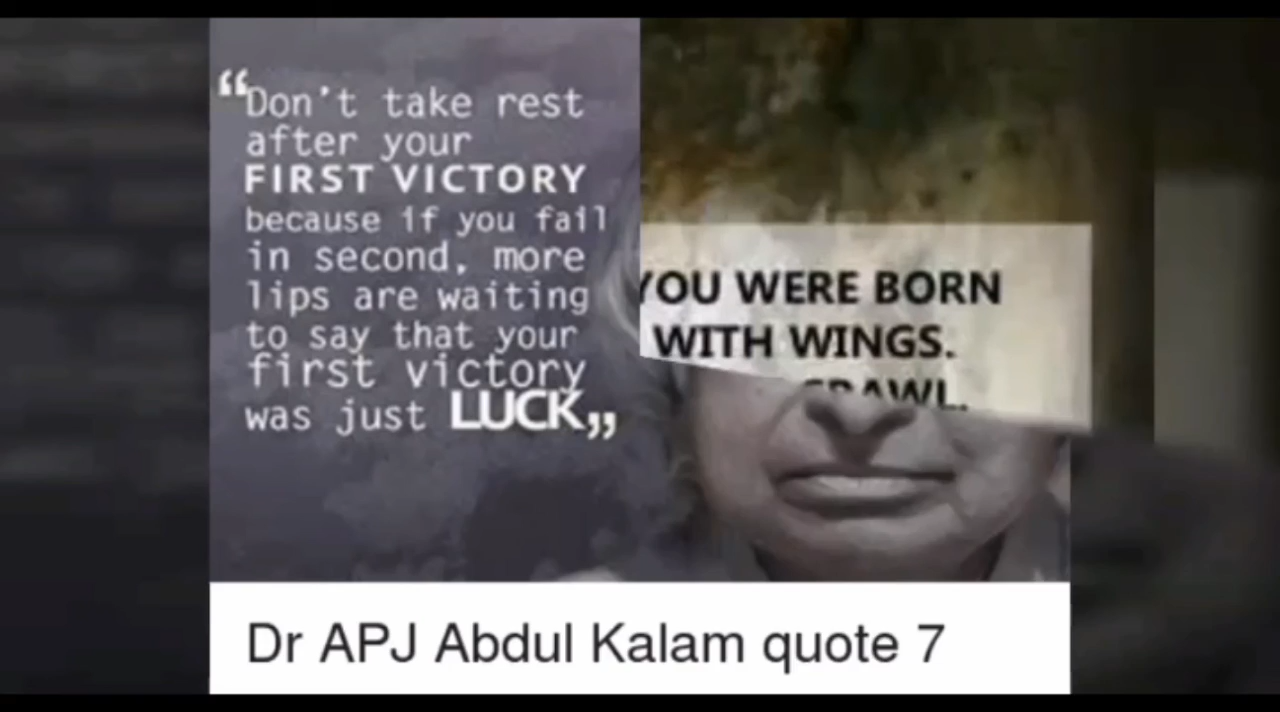 “Don't take rest
after your
FIRST VICTORY
because if you fail
in second, more
lips are waiting
to say that your
first victory
was just LUCK„
YOU WERE BORN
WITH WINGS.
CRAWL.
Dr APJ Abdul Kalam quote 7